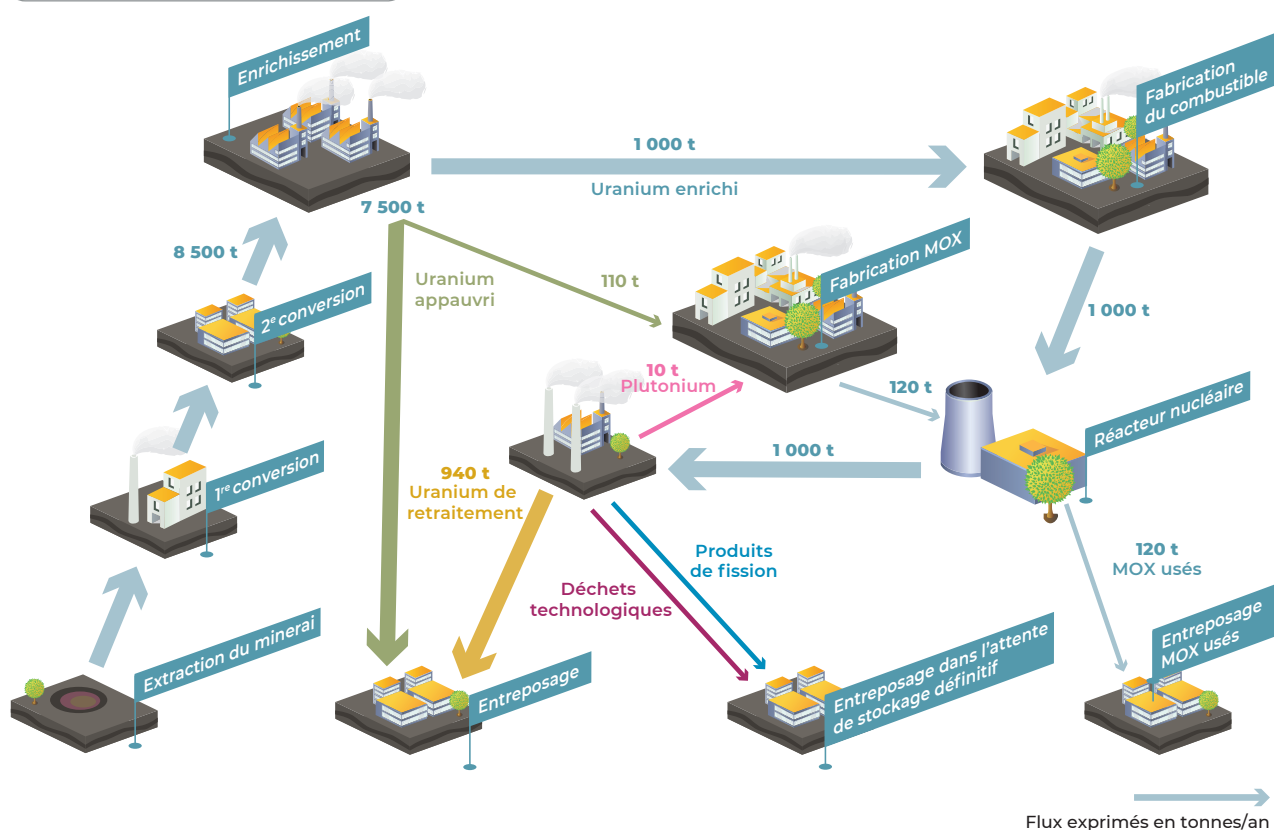 Enrichissement
Fabrication
du combustible
1 000 t
Uranium enrichi
7 500 t
8 500 t
Uranium
appauvri
110 t
Fabrication MOX
2e conversion
1 000 t
10 t
Plutonium
120 t
Réacteur nucléaire
1 000 t
1re conversion
940 t
Uranium de
retraitement
Produits
de fission
Déchets
technologiques
120 t
MOX usés
Extraction du minerai
Entreposage
Entreposage dans l'attente
de stockage définitif
Entreposage
MOX usés
Flux exprimés en tonnes/an